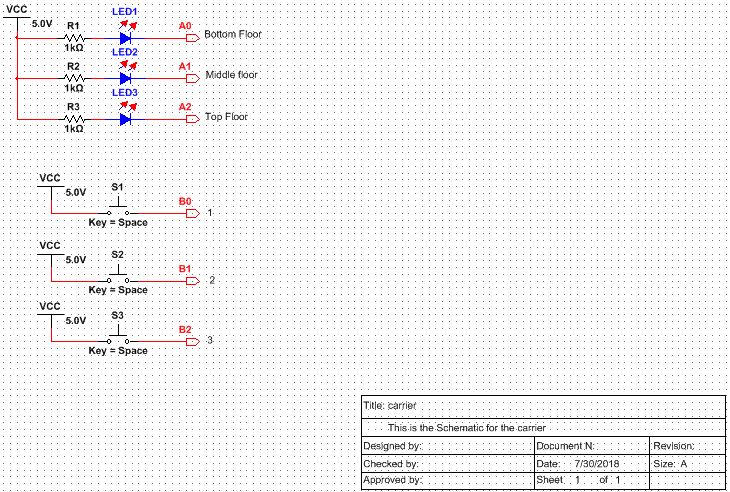 VCC
5.0V
R1
1kΩ
LED1
A0
Bottom Floor
R2
1kΩ
LED2
A1
Middle floor
R3
1kΩ
LED3
A2
Top Floor
VCC
5.0V
S1
Key = Space
B0
1
VCC
5.0V
S2
Key = Space
B1
2
VCC
5.0V
S3
Key = Space
B2
3
Title: carrier
This is the Schematic for the carrier
Designed by: Document N: Revision:
Checked by: Date: 7/30/2018 Size: A
Approved by: Sheet 1 of 1